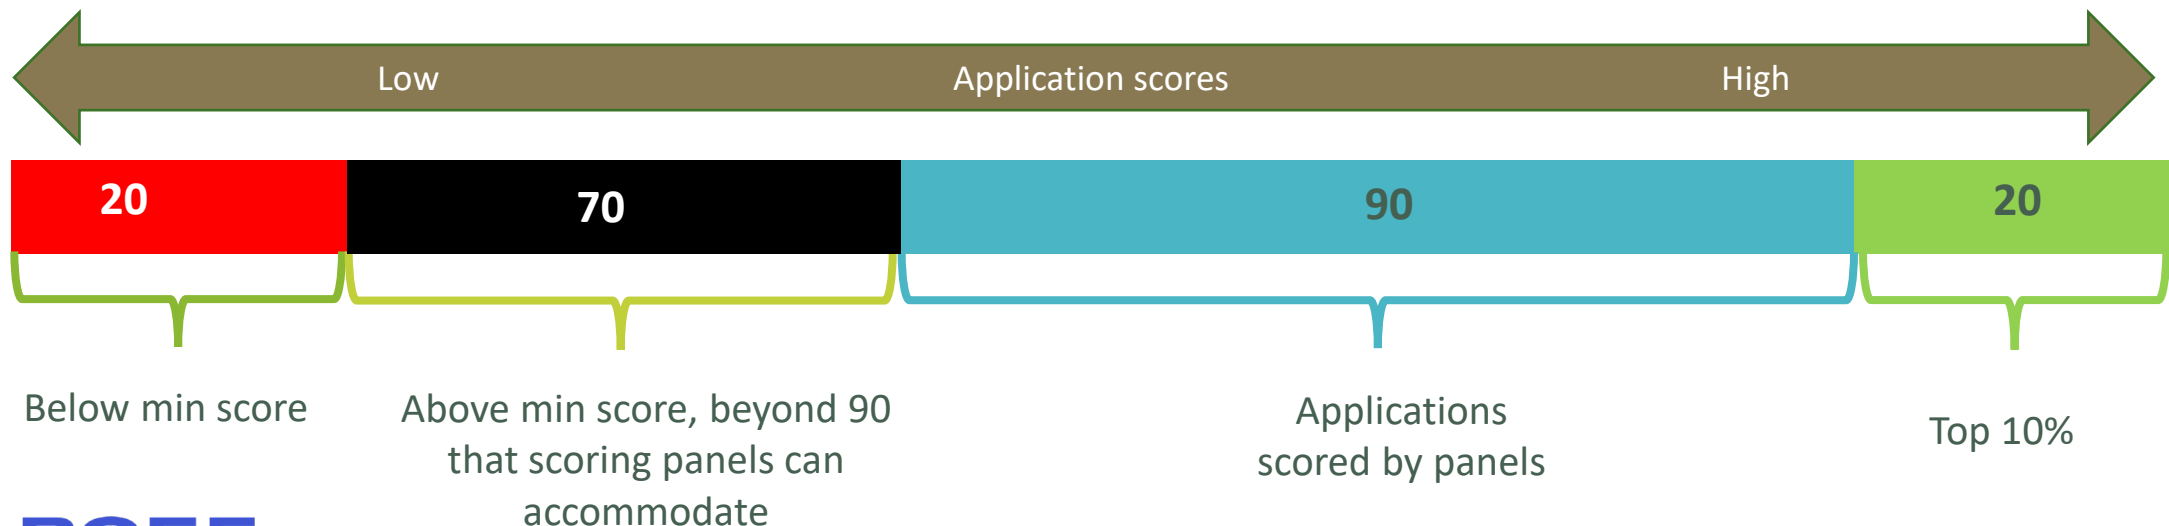 Low Application scores High
20 70 90 20
Below min score
Above min score, beyond 90
that scoring panels can
accommodate
Applications
scored by panels
Top 10%